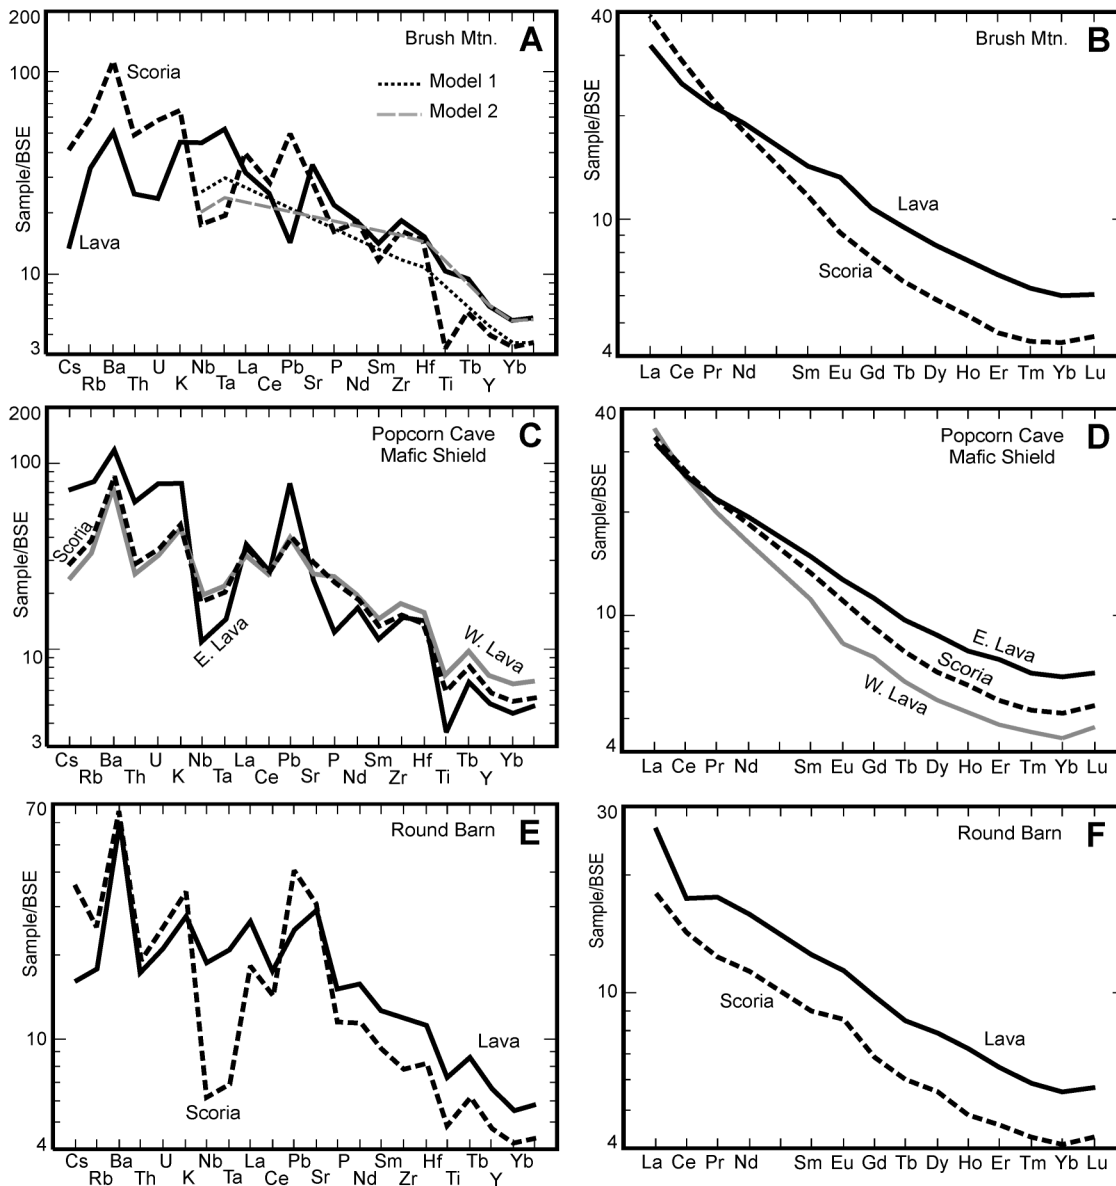 200
100
10
3
Sample/BSE
Brush Mtn.
A
Scoria
Model 1
Model 2
Lava
Cs Ba U Nb La Pb P Sm Hf Tb Yb
Rb Th K Ta Ce Sr Nd Zr Ti Y
40
10
4
Sample/BSE
Brush Mtn.
B
Lava
Scoria
La Ce Pr Nd Sm Eu Gd Tb Dy Ho Er Tm Yb Lu
200
100
10
3
Sample/BSE
Popcorn Cave
Mafic Shield
C
Scoria
E. Lava
W. Lava
Cs Ba U Nb La Pb P Sm Hf Tb Yb
Rb Th K Ta Ce Sr Nd Zr Ti Y
40
10
4
Sample/BSE
Popcorn Cave
Mafic Shield
D
E. Lava
Scoria
W. Lava
La Ce Pr Nd Sm Eu Gd Tb Dy Ho Er Tm Yb Lu
70
10
4
Sample/BSE
Round Barn
E
Lava
Scoria
Cs Ba U Nb La Pb P Sm Hf Tb Yb
Rb Th K Ta Ce Sr Nd Zr Ti Y
30
10
4
Sample/BSE
Round Barn
F
Scoria
Lava
La Ce Pr Nd Sm Eu Gd Tb Dy Ho Er Tm Yb Lu